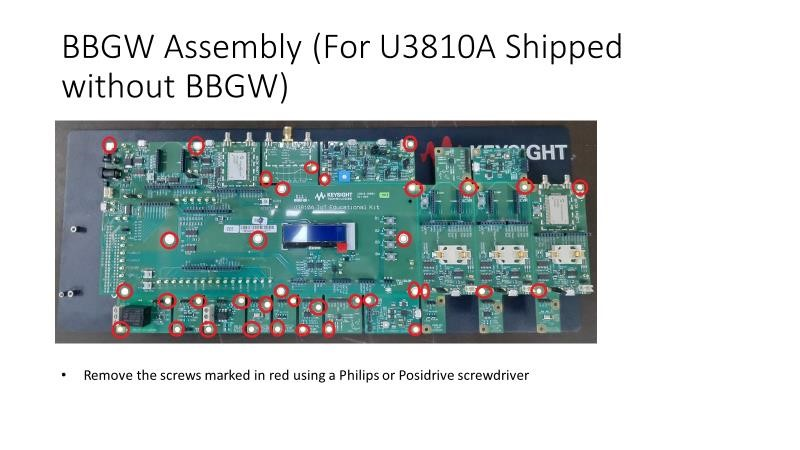 BBGW Assembly (For U3810A Shipped
without BBGW)
KEYSIGHT
KEYSIGHT
U3810A IoT Educational Kit
• Remove the screws marked in red using a Philips or Posidrive screwdriver